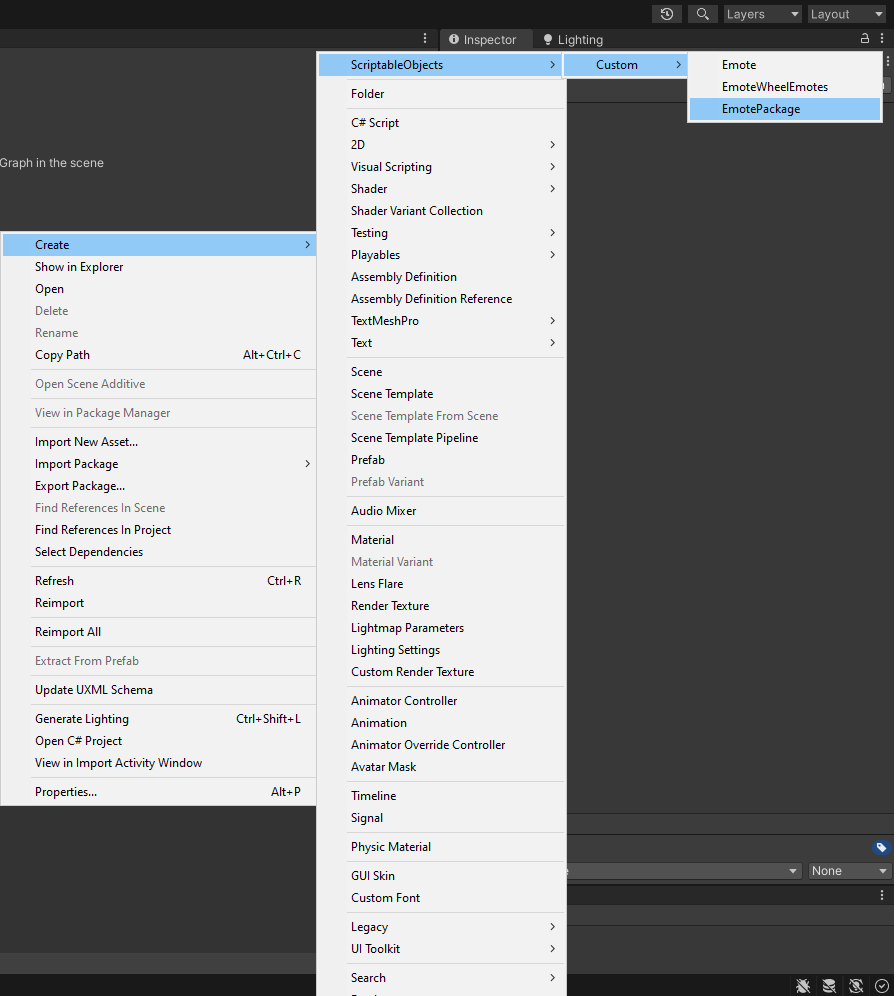 Layers
Layout
Inspector
Lighting
Graph in the scene
Create
Show in Explorer
Open
Delete
Rename
Copy Path Alt+Ctrl+C
Open Scene Additive
View in Package Manager
Import New Asset...
Import Package
Export Package...
Find References In Scene
Find References In Project
Select Dependencies
Refresh Ctrl+R
Reimport
Reimport All
Extract From Prefab
Update UXML Schema
Generate Lighting Ctrl+Shift+L
Open C# Project
View in Import Activity Window
Properties... Alt+P
ScriptableObjects
Folder
C# Script
2D
Visual Scripting
Shader
Shader Variant Collection
Testing
Playables
Assembly Definition
Assembly Definition Reference
TextMeshPro
Text
Scene
Scene Template
Scene Template From Scene
Scene Template Pipeline
Prefab
Prefab Variant
Audio Mixer
Material
Material Variant
Lens Flare
Render Texture
Lightmap Parameters
Lighting Settings
Custom Render Texture
Animator Controller
Animation
Animator Override Controller
Avatar Mask
Timeline
Signal
Physic Material
GUI Skin
Custom Font
Legacy
UI Toolkit
Search
Custom
Emote
EmoteWheelEmotes
EmotePackage
None